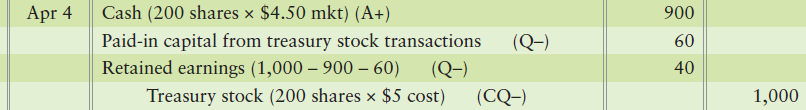 Apr 4 Cash (200 shares × $4.50 mkt) (A+) 900
Paid-in capital from treasury stock transactions (Q–) 60
Retained earnings (1,000 – 900 – 60) (Q–) 40
Treasury stock (200 shares × $5 cost) (CQ–) 1,000